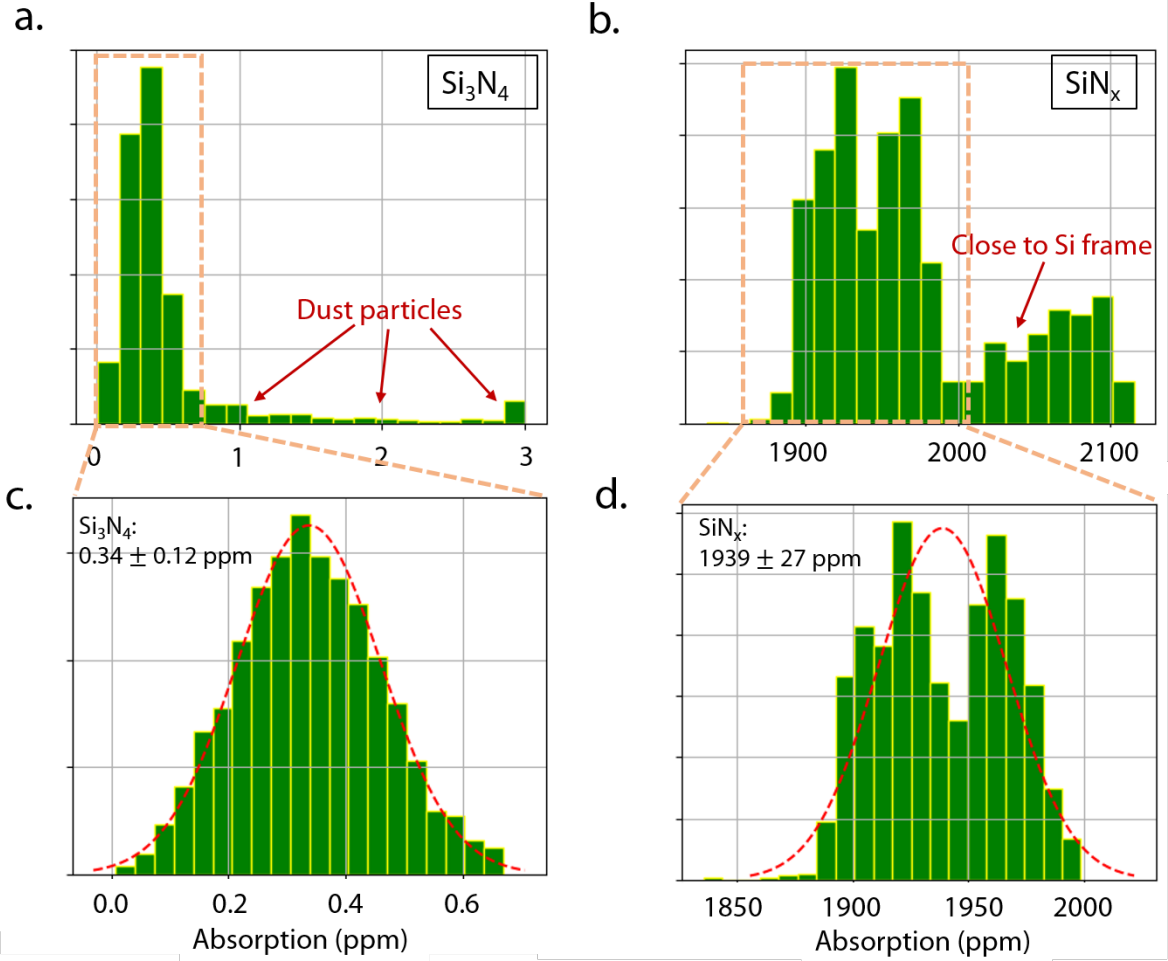 a.
Si₃N₄
Dust particles
0 1 2 3
b.
SiNₓ
Close to Si frame
1900 2000 2100
c.
Si₃N₄:
0.34 ± 0.12 ppm
0.0 0.2 0.4 0.6
Absorption (ppm)
d.
SiNₓ:
1939 ± 27 ppm
1850 1900 1950 2000
Absorption (ppm)